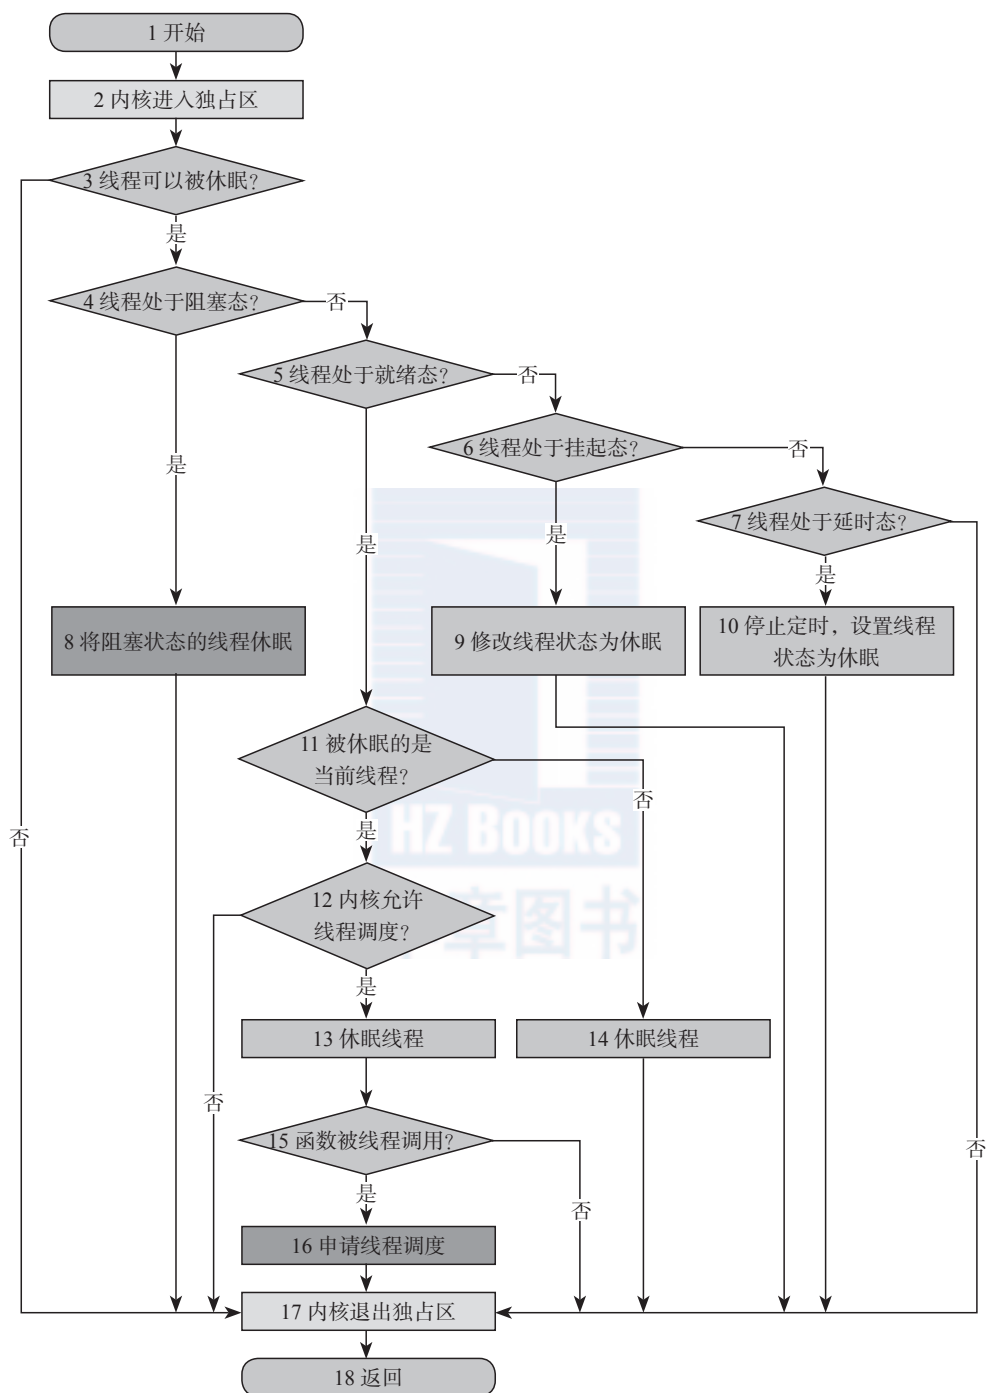 1 开始
2 内核进入独占区
3 线程可以被休眠?
是
4 线程处于阻塞态?
否
5 线程处于就绪态?
否
6 线程处于挂起态?
否
是
7 线程处于延时态?
是
是
是
8 将阻塞状态的线程休眠
9 修改线程状态为休眠
10 停止定时，设置线程
状态为休眠
11 被休眠的是
当前线程?
否
否
是
HZ BOOKS
12 内核允许
线程调度?
章图书
是
13 休眠线程
14 休眠线程
否
15 函数被线程调用?
否
是
否
16 申请线程调度
17 内核退出独占区
18 返回